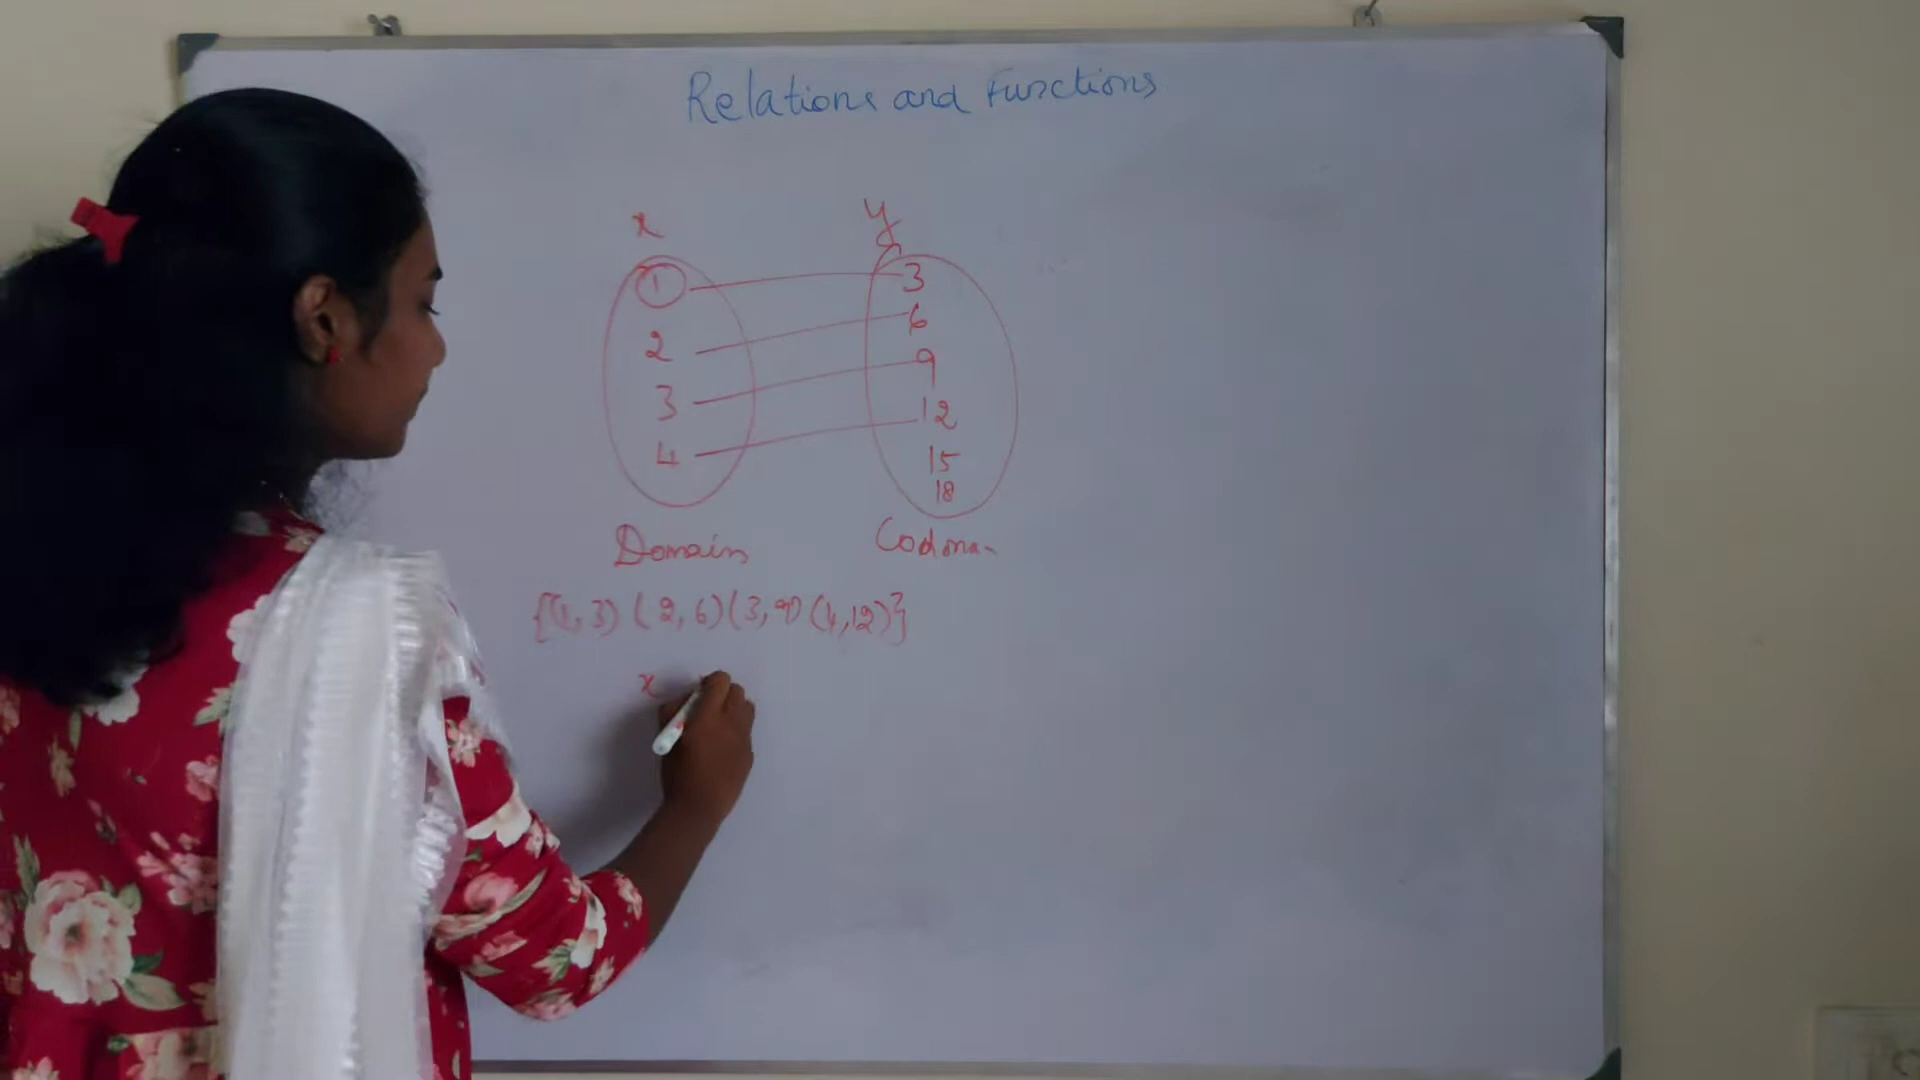 Relations and Functions
x y
1 3
2 6
3 9
4 12
15
18
Domain Codomn
{(1,3) (2,6) (3,9) (4,12)}
x